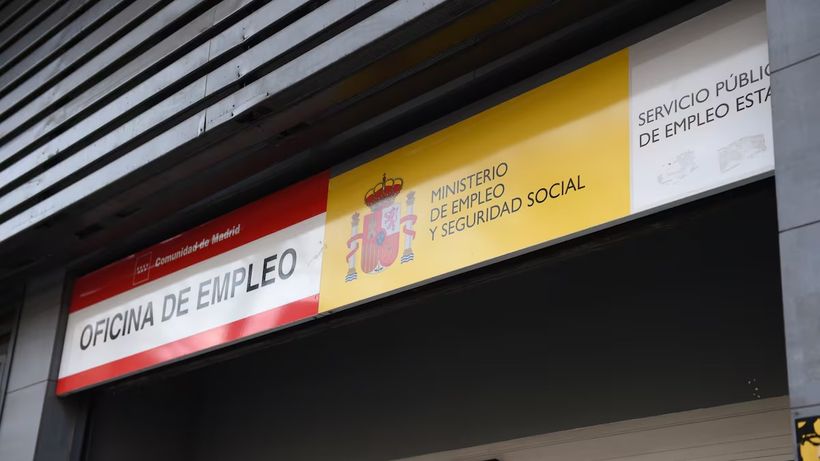 Comunidad de Madrid
OFICINA DE EMPLEO
MINISTERIO
DE EMPLEO
Y SEGURIDAD SOCIAL
SERVICIO PÚBLIC
DE EMPLEO ESTA